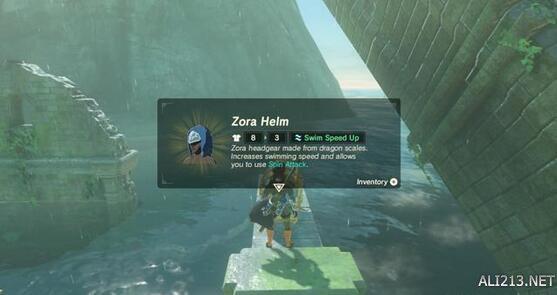 Zora Helm
8 3 Swim Speed Up
Zora headgear made from dragon scales.
Increases swimming speed and allows
you to use Spin Attack.
Inventory
ALI213.NET